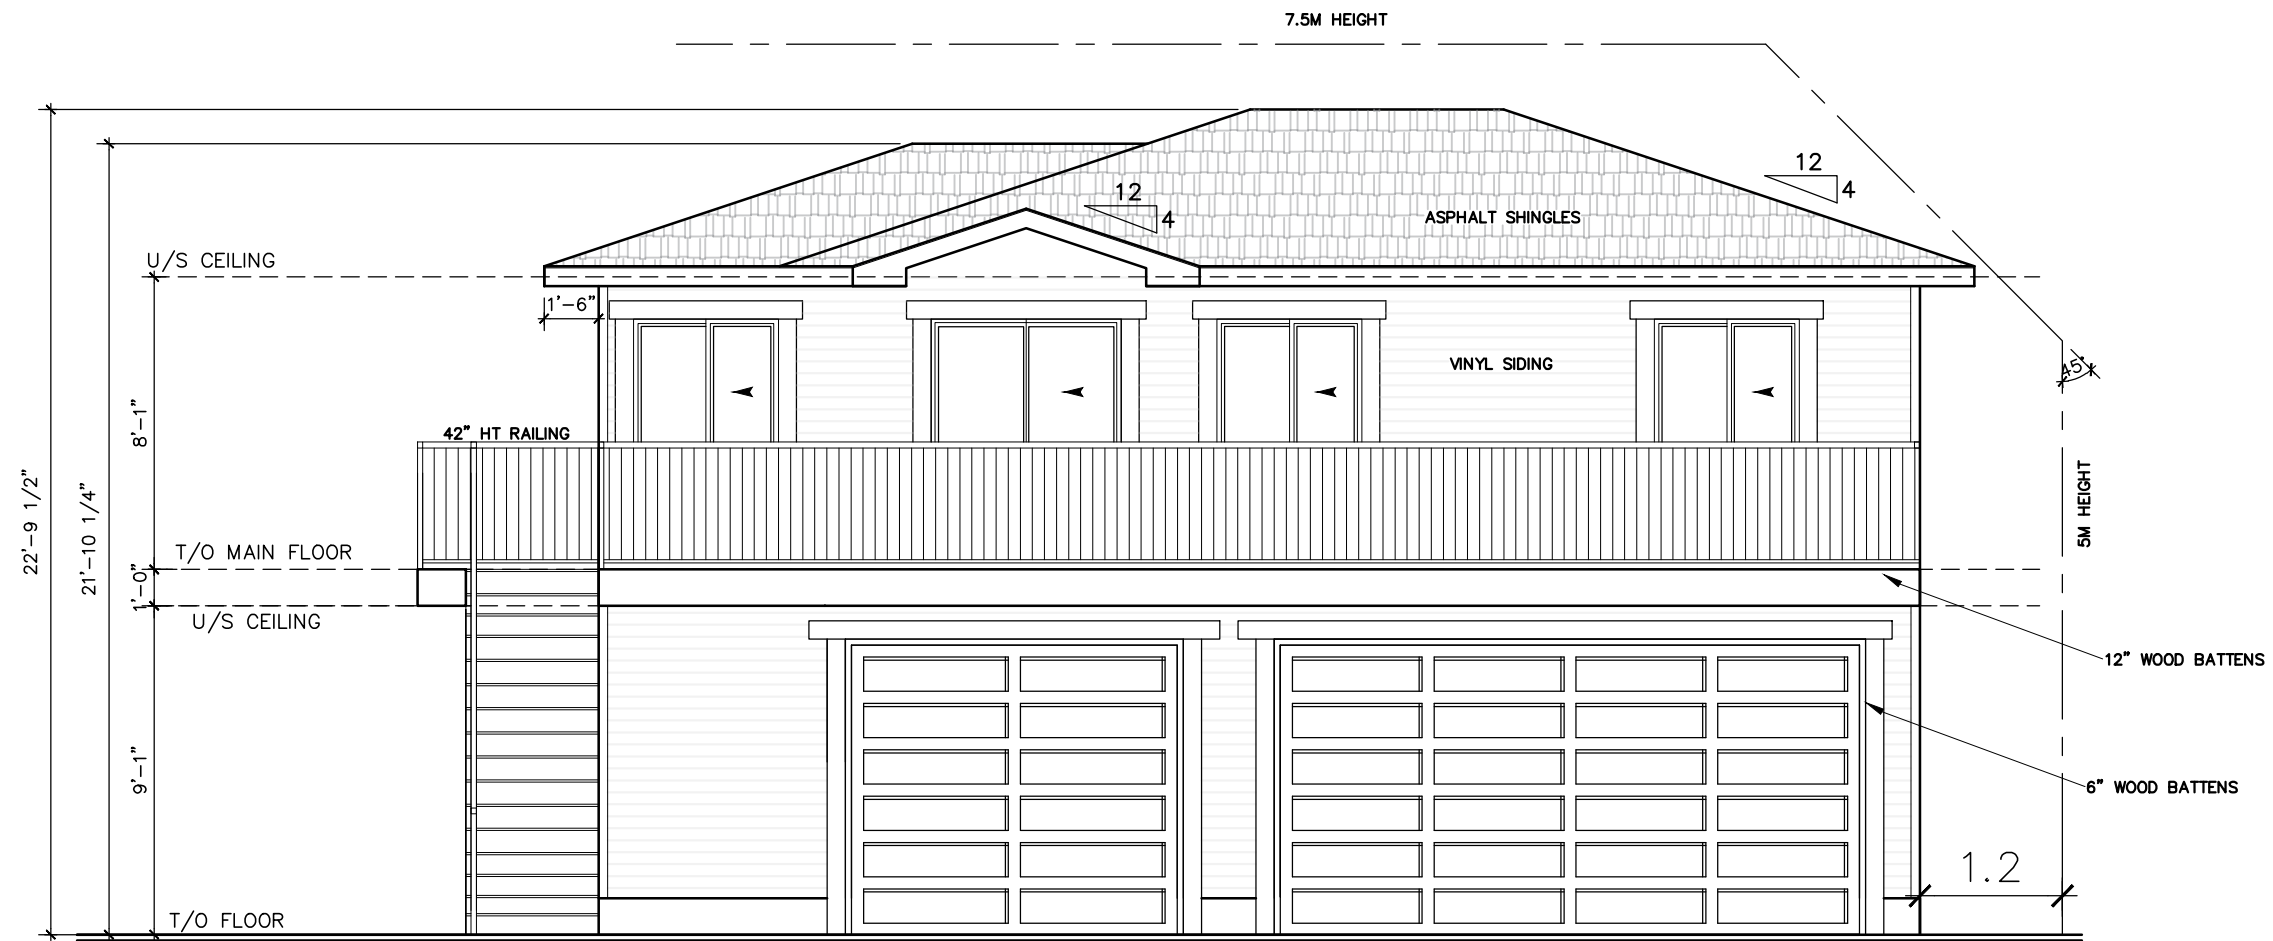 7.5M HEIGHT
12
4
12
4
ASPHALT SHINGLES
U/S CEILING
1'-6"
VINYL SIDING
45°
42" HT RAILING
8'-1"
22'-9 1/2"
21'-10 1/4"
5M HEIGHT
T/O MAIN FLOOR
1'-0"
U/S CEILING
12" WOOD BATTENS
9'-1"
6" WOOD BATTENS
1.2
T/O FLOOR